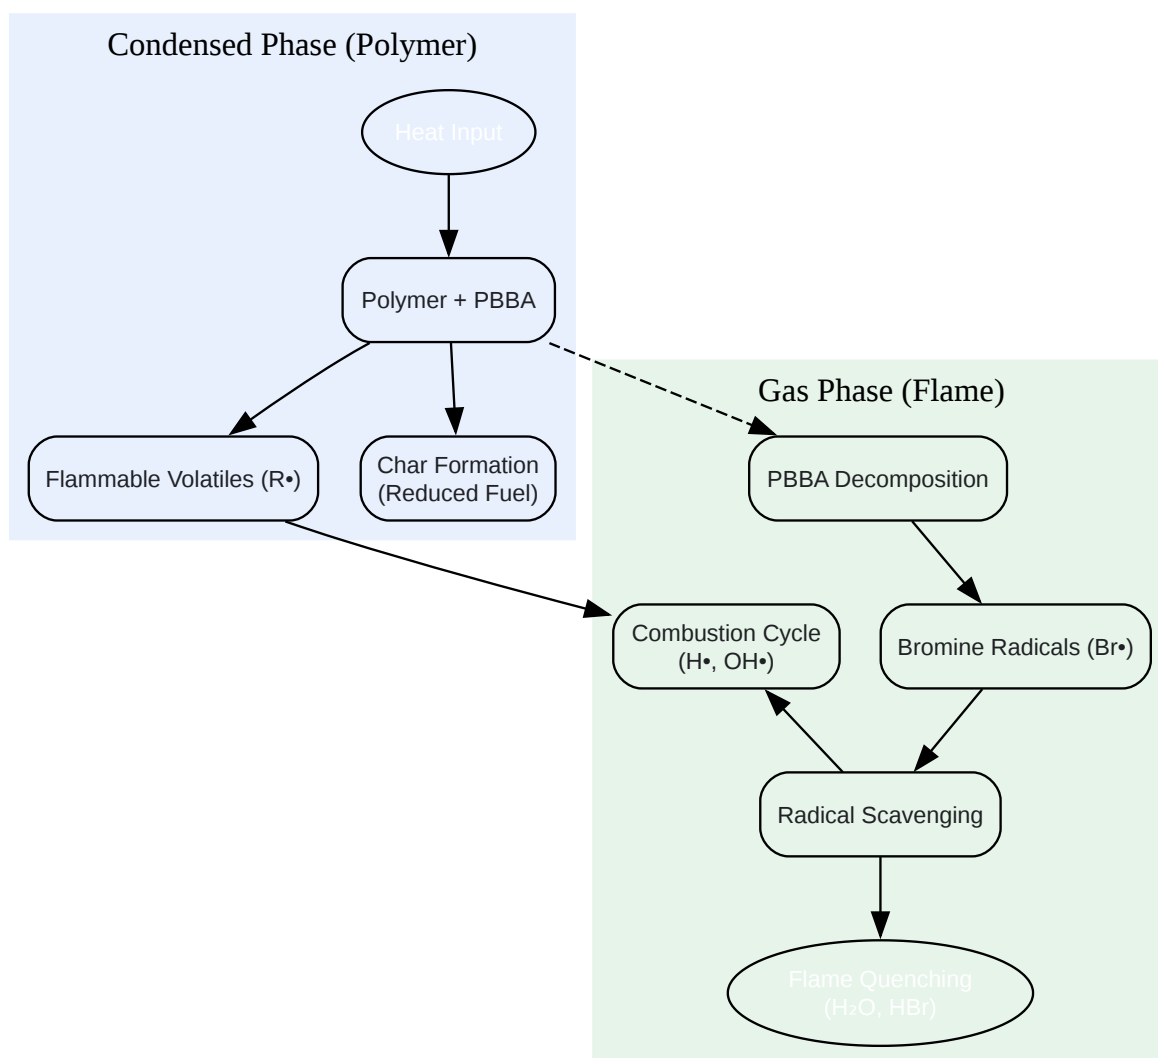 Condensed Phase (Polymer)
Heat Input
Polymer + PBBA
Flammable Volatiles (R•)
Char Formation
(Reduced Fuel)
Gas Phase (Flame)
PBBA Decomposition
Combustion Cycle
(H•, OH•)
Bromine Radicals (Br•)
Radical Scavenging
Flame Quenching
(H₂O, HBr)